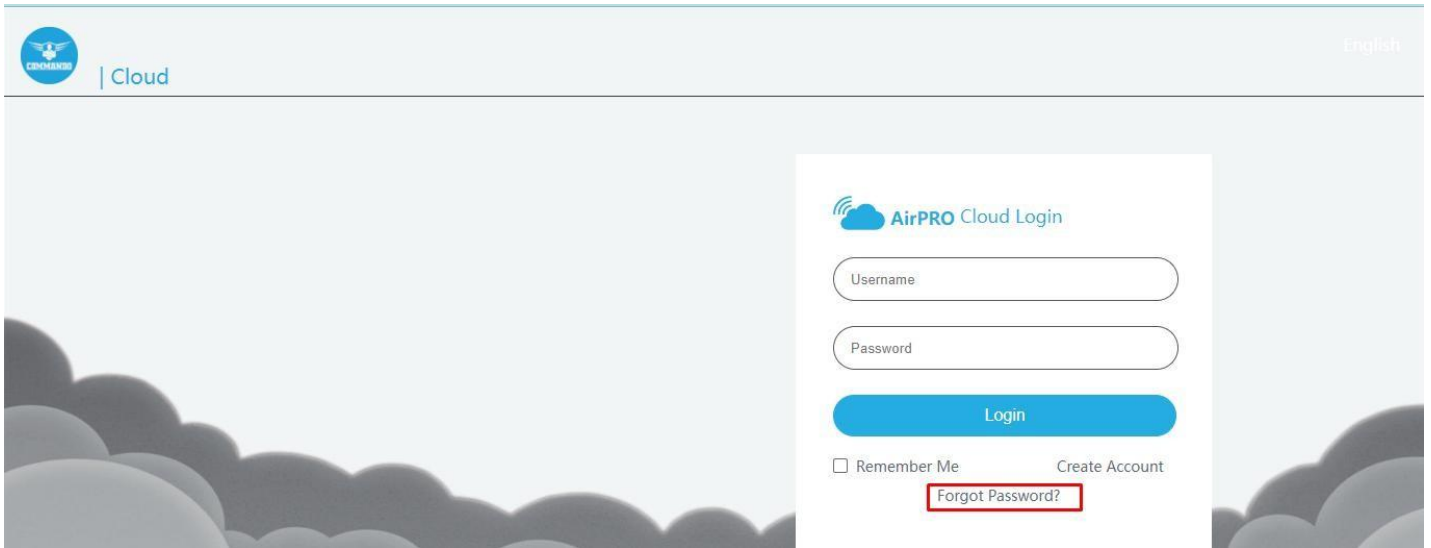 COMMANDO
| Cloud
English
AirPRO Cloud Login
Username
Password
Login
Remember Me
Create Account
Forgot Password?